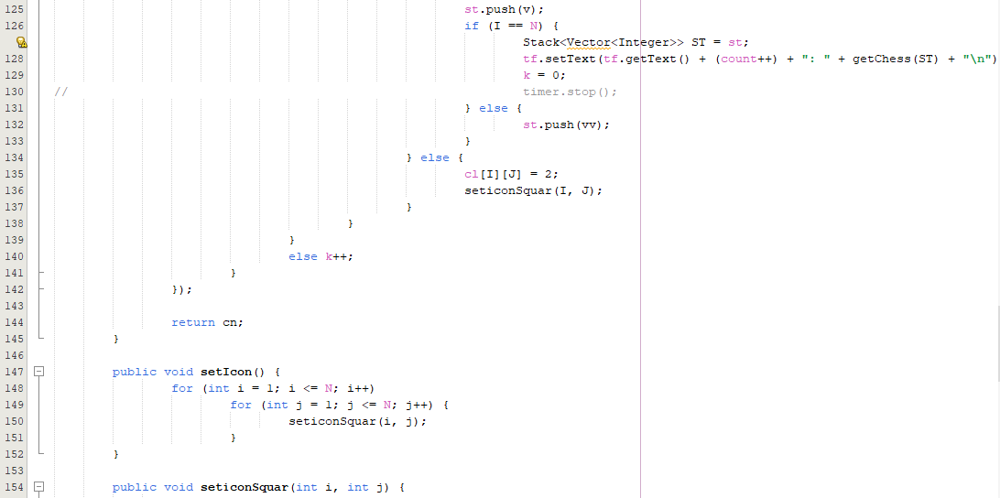 125 st.push(v);
126 if (I == N) {
Stack<Vector<Integer>> ST = st;
128 tf.setText(tf.getText() + (count++) + ": " + getChess(ST) + "\n")
129 k = 0;
130 // timer.stop();
131 } else {
132 st.push(vv);
133 }
134 } else {
135 cl[I][J] = 2;
136 seticonSquar(I, J);
137 }
138 }
139 }
140 else k++;
141 }
142 });
143
144 return cn;
145 }
146
147 public void setIcon() {
148 for (int i = 1; i <= N; i++)
149 for (int j = 1; j <= N; j++) {
150 seticonSquar(i, j);
151 }
152 }
153
154 public void seticonSquar(int i, int j) {